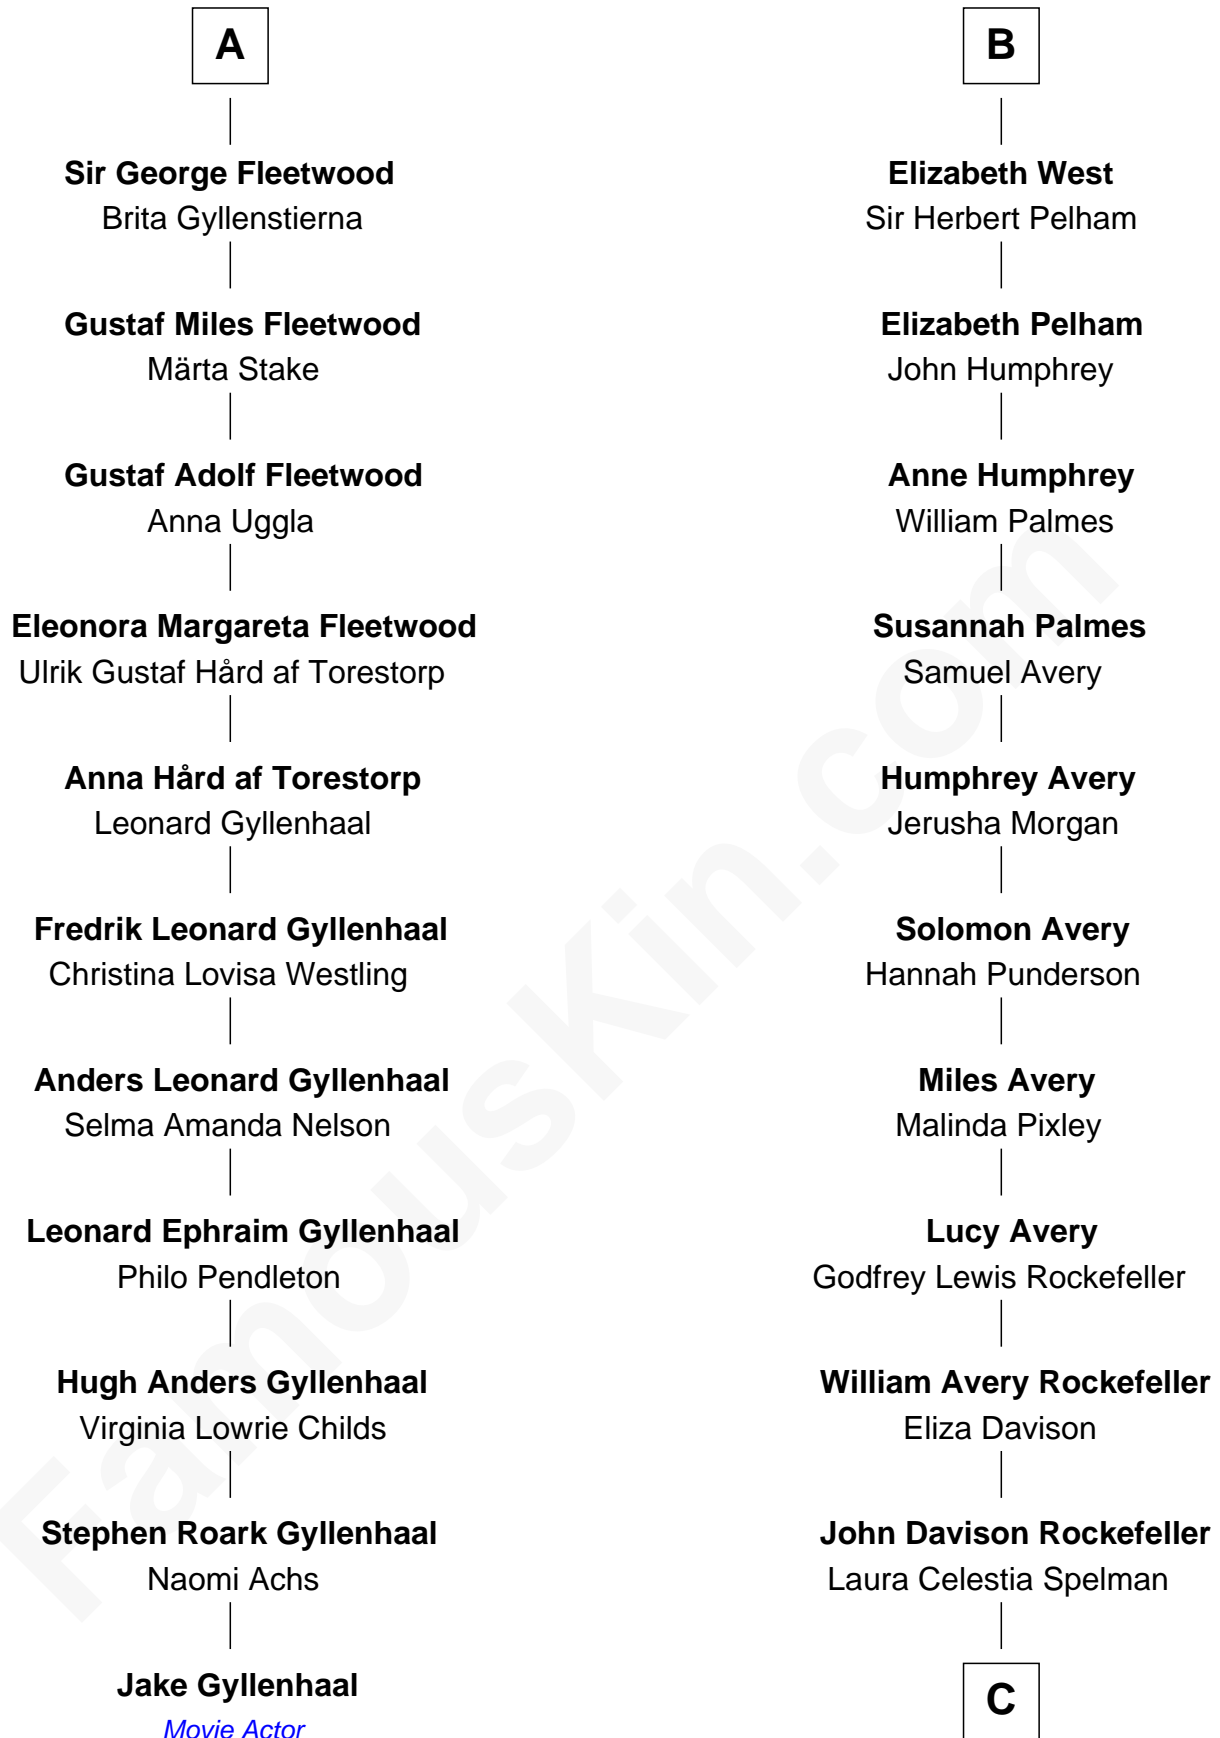 A
Sir George Fleetwood
Brita Gyllenstierna
Gustaf Miles Fleetwood
Märta Stake
Gustaf Adolf Fleetwood
Anna Uggla
Eleonora Margareta Fleetwood
Ulrik Gustaf Hård af Torestorp
Anna Hård af Torestorp
Leonard Gyllenhaal
Fredrik Leonard Gyllenhaal
Christina Lovisa Westling
Anders Leonard Gyllenhaal
Selma Amanda Nelson
Leonard Ephraim Gyllenhaal
Philo Pendleton
Hugh Anders Gyllenhaal
Virginia Lowrie Childs
Stephen Roark Gyllenhaal
Naomi Achs
Jake Gyllenhaal
Movie Actor
B
Elizabeth West
Sir Herbert Pelham
Elizabeth Pelham
John Humphrey
Anne Humphrey
William Palmes
Susannah Palmes
Samuel Avery
Humphrey Avery
Jerusha Morgan
Solomon Avery
Hannah Punderson
Miles Avery
Malinda Pixley
Lucy Avery
Godfrey Lewis Rockefeller
William Avery Rockefeller
Eliza Davison
John Davison Rockefeller
Laura Celestia Spelman
C
FamousKin.com